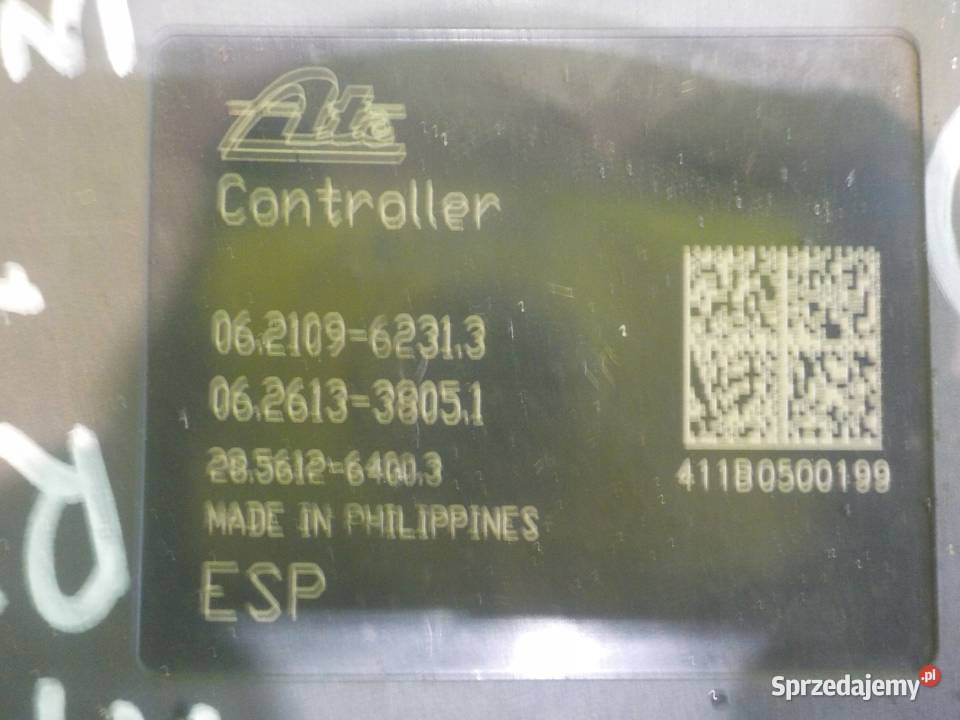 Ate
Controller
06.2109-6231.3
06.2613-3805.1
28.5612-6400.3
411B0500199
MADE IN PHILIPPINES
ESP
Sprzedajemy.pl